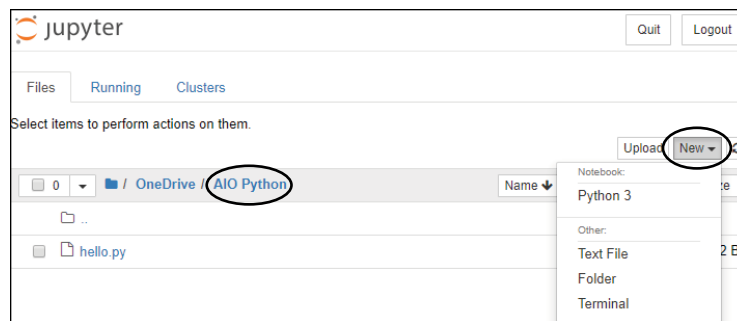 jupyter
Quit Logout
Files Running Clusters
Select items to perform actions on them.
Upload New
0 / OneDrive / AIO Python Name
Notebook:
Python 3
..
Other:
hello.py Text File
Folder
Terminal